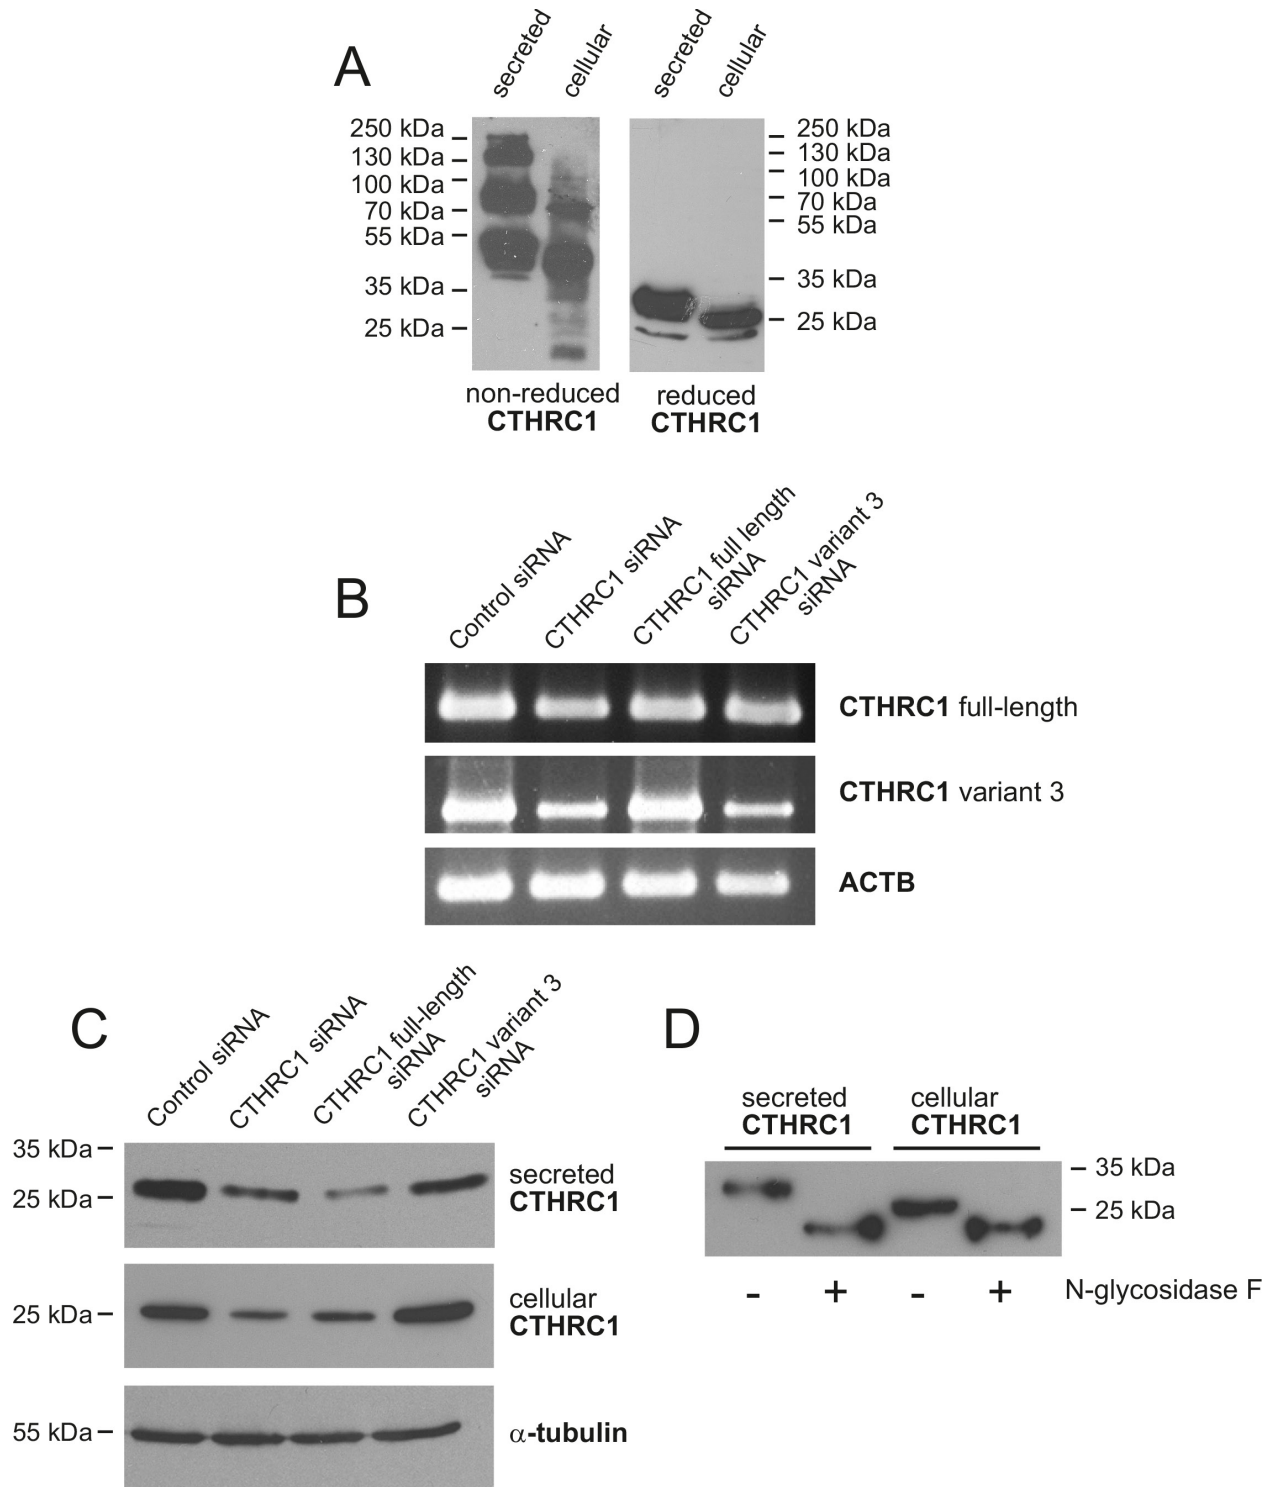 A
secreted
cellular
secreted
cellular
250 kDa
130 kDa
100 kDa
70 kDa
55 kDa
35 kDa
25 kDa
250 kDa
130 kDa
100 kDa
70 kDa
55 kDa
35 kDa
25 kDa
non-reduced
CTHRC1
reduced
CTHRC1
B
Control siRNA
CTHRC1 siRNA
CTHRC1 full length
siRNA
CTHRC1 variant 3
siRNA
CTHRC1 full-length
CTHRC1 variant 3
ACTB
C
Control siRNA
CTHRC1 siRNA
CTHRC1 full-length
siRNA
CTHRC1 variant 3
siRNA
35 kDa
25 kDa
secreted
CTHRC1
25 kDa
cellular
CTHRC1
55 kDa
α-tubulin
D
secreted
CTHRC1
cellular
CTHRC1
35 kDa
25 kDa
- + - + N-glycosidase F